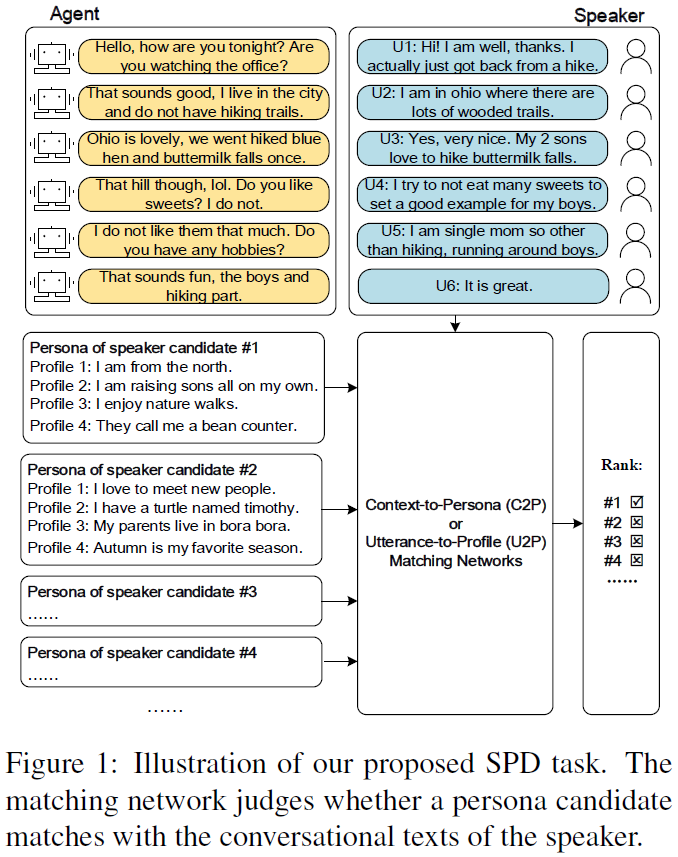 Agent
Speaker
Hello, how are you tonight? Are
you watching the office?
U1: Hi! I am well, thanks. I
actually just got back from a hike.
That sounds good, I live in the city
and do not have hiking trails.
U2: I am in ohio where there are
lots of wooded trails.
Ohio is lovely, we went hiked blue
hen and buttermilk falls once.
U3: Yes, very nice. My 2 sons
love to hike buttermilk falls.
That hill though, lol. Do you like
sweets? I do not.
U4: I try to not eat many sweets to
set a good example for my boys.
I do not like them that much. Do
you have any hobbies?
U5: I am single mom so other
than hiking, running around boys.
That sounds fun, the boys and
hiking part.
U6: It is great.
Persona of speaker candidate #1
Profile 1: I am from the north.
Profile 2: I am raising sons all on my own.
Profile 3: I enjoy nature walks.
Profile 4: They call me a bean counter.
Persona of speaker candidate #2
Profile 1: I love to meet new people.
Profile 2: I have a turtle named timothy.
Profile 3: My parents live in bora bora.
Profile 4: Autumn is my favorite season.
Persona of speaker candidate #3
......
Persona of speaker candidate #4
......
......
Context-to-Persona (C2P)
or
Utterance-to-Profile (U2P)
Matching Networks
Rank:
#1 ☑
#2 ☒
#3 ☒
#4 ☒
......
Figure 1: Illustration of our proposed SPD task. The
matching network judges whether a persona candidate
matches with the conversational texts of the speaker.